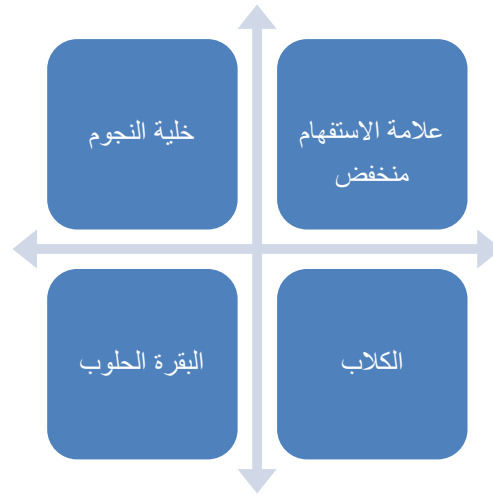 علامة الاستفهام
منخفض
خلية النجوم
الكلاب
البقرة الحلوب